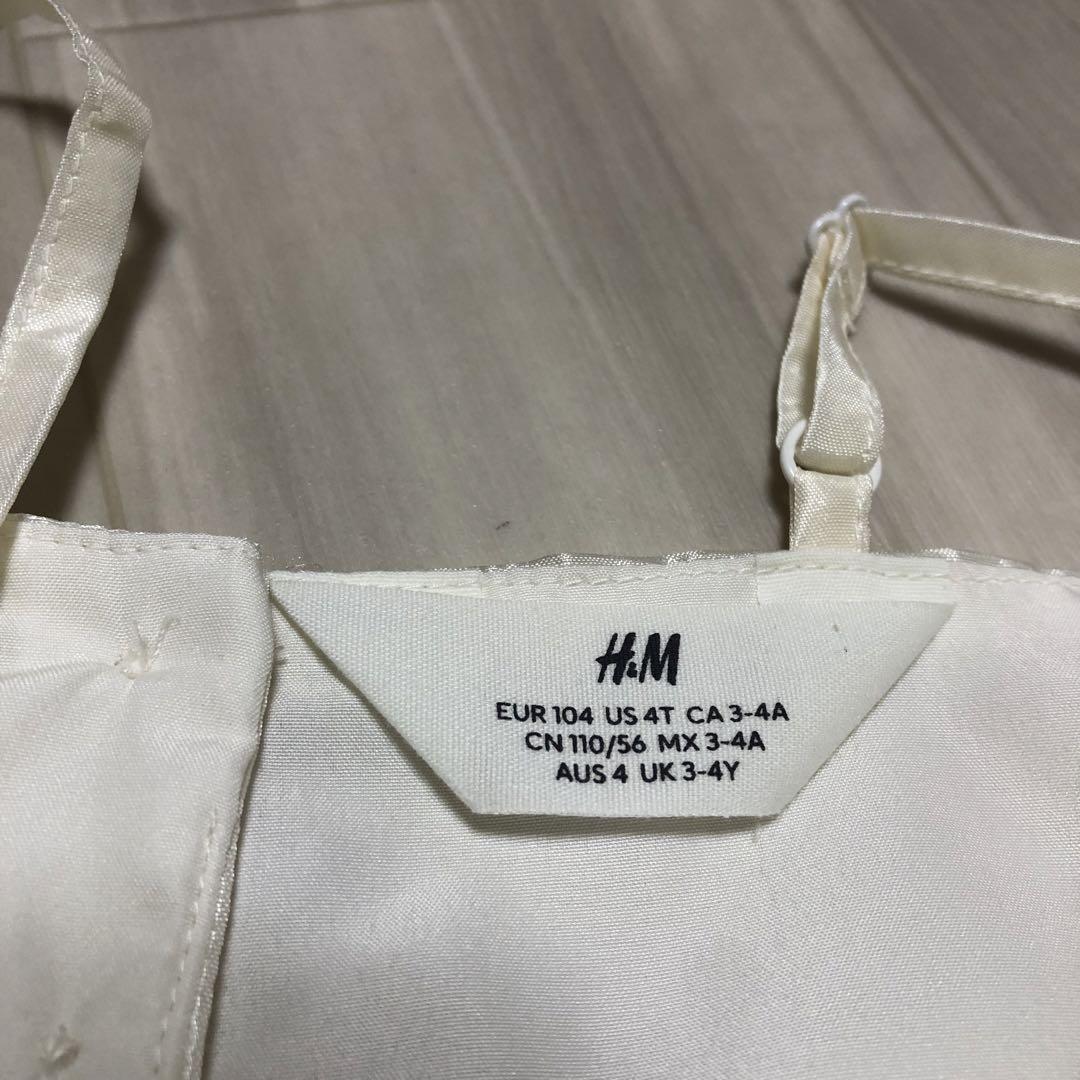 H&M
EUR 104 US 4T CA 3-4A
CN 110/56 MX 3-4A
AUS 4 UK 3-4Y